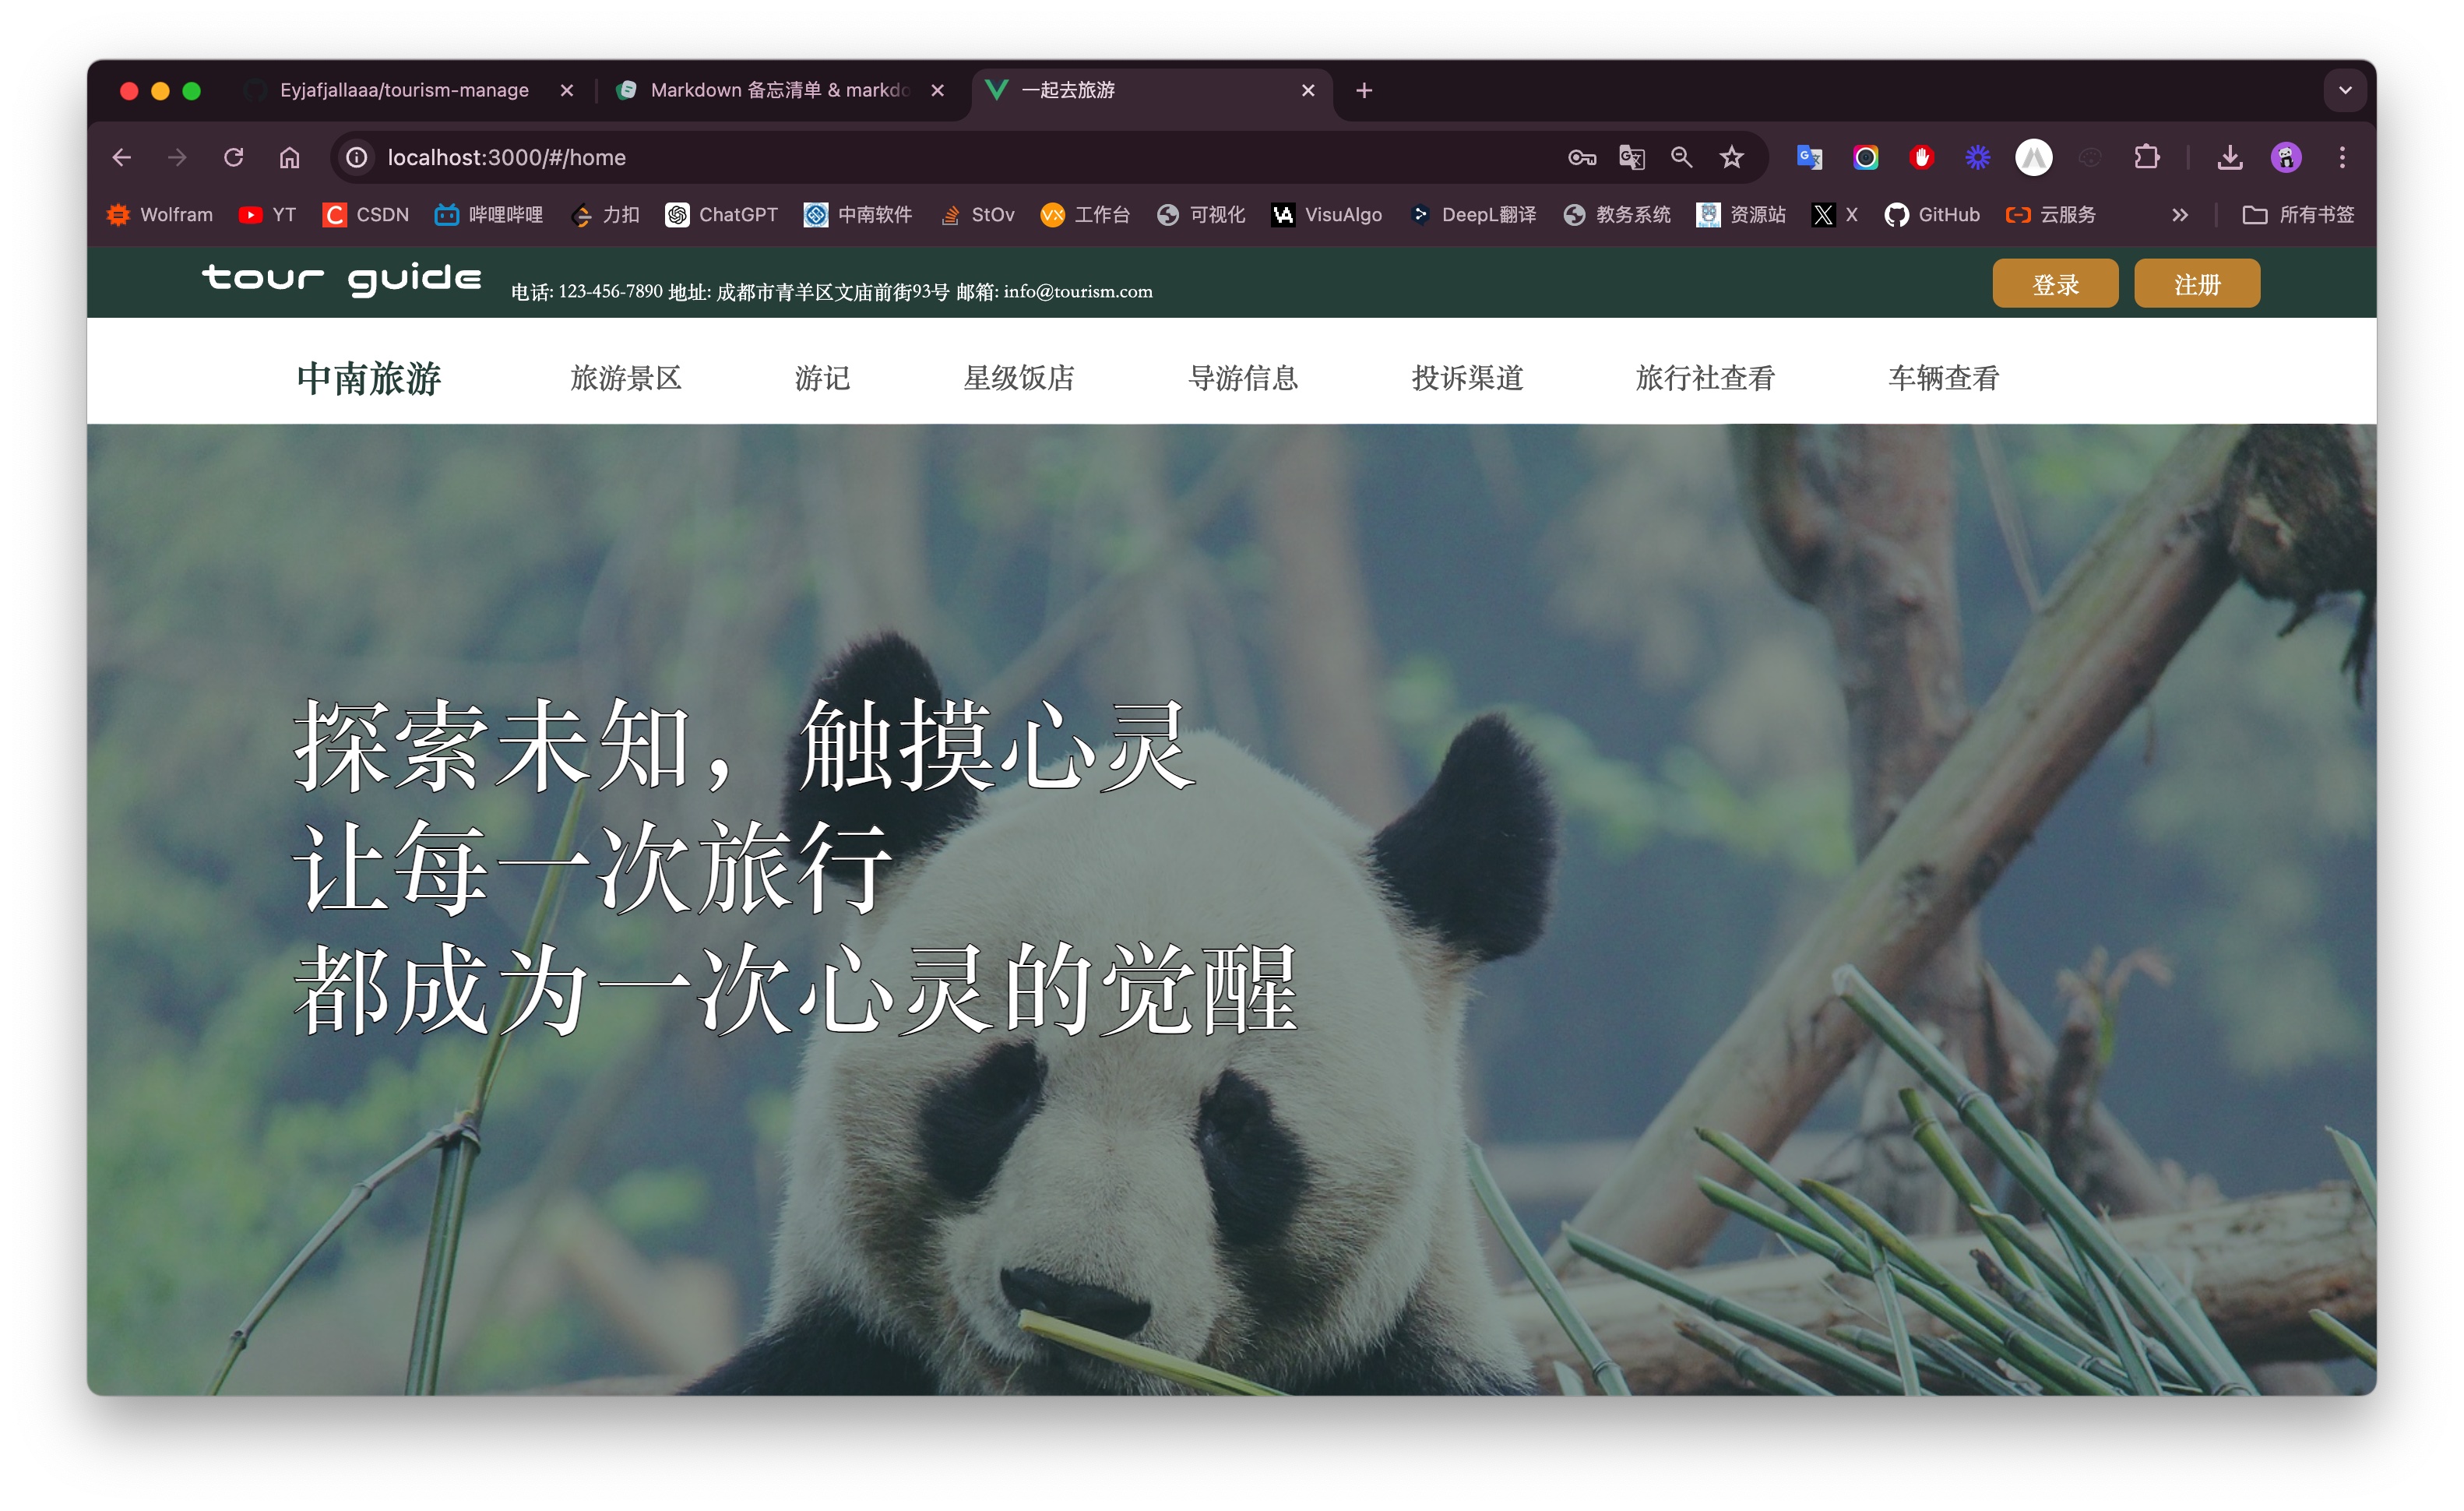 Eyjafjallaaa/tourism-manage
Markdown 备忘清单 & markdo
一起去旅游
localhost:3000/#/home
Wolfram YT CSDN 哔哩哔哩 力扣 ChatGPT 中南软件 StOv 工作台 可视化 VisuAlgo DeepL翻译 教务系统 资源站 X GitHub 云服务 所有书签
tour guide 电话: 123-456-7890 地址: 成都市青羊区文庙前街93号 邮箱: info@tourism.com 登录 注册
中南旅游 旅游景区 游记 星级饭店 导游信息 投诉渠道 旅行社查看 车辆查看
探索未知，触摸心灵
让每一次旅行
都成为一次心灵的觉醒